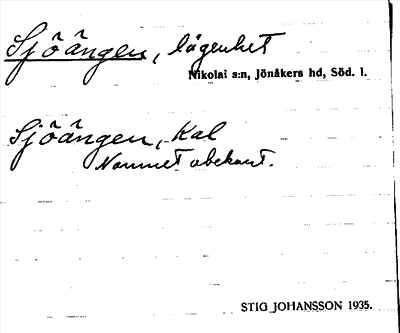 Sjöängen, lägenhet
Nikolai s:n, Jönåkers hd, Söd. l.
Sjöängen, Kal
Namnet obekant.
STIG JOHANSSON 1935.